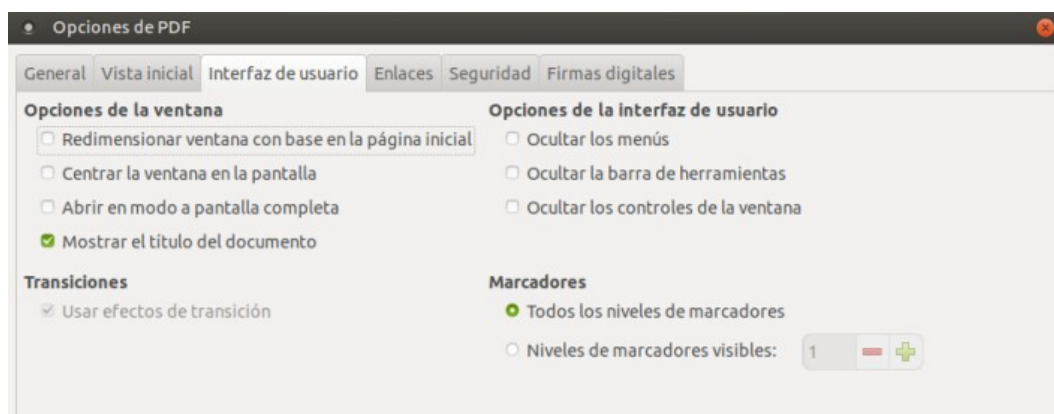 Opciones de PDF
General Vista inicial Interfaz de usuario Enlaces Seguridad Firmas digitales
Opciones de la ventana
Redimensionar ventana con base en la página inicial
Centrar la ventana en la pantalla
Abrir en modo a pantalla completa
Mostrar el título del documento
Opciones de la interfaz de usuario
Ocultar los menús
Ocultar la barra de herramientas
Ocultar los controles de la ventana
Transiciones
Usar efectos de transición
Marcadores
Todos los niveles de marcadores
Niveles de marcadores visibles: 1